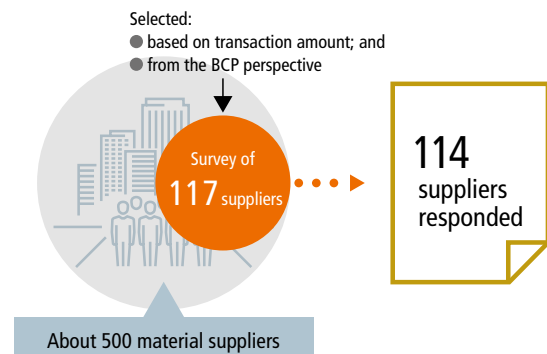 Selected:
● based on transaction amount; and
● from the BCP perspective
Survey of
117 suppliers
114
suppliers
responded
About 500 material suppliers